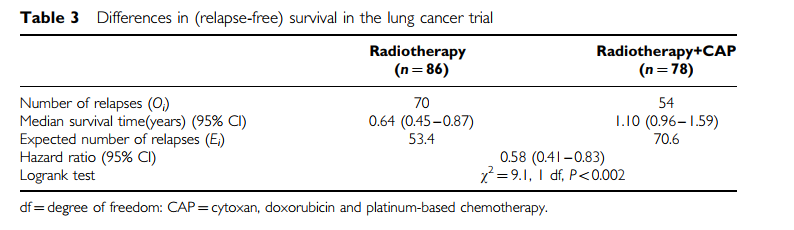 Table 3 Differences in (relapse-free) survival in the lung cancer trial
Radiotherapy Radiotherapy+CAP
(n=86) (n=78)
Number of relapses (Oi) 70 54
Median survival time(years) (95% CI) 0.64 (0.45–0.87) 1.10 (0.96–1.59)
Expected number of relapses (Ei) 53.4 70.6
Hazard ratio (95% CI) 0.58 (0.41–0.83)
Logrank test χ²=9.1, 1 df, P<0.002
df=degree of freedom: CAP=cytoxan, doxorubicin and platinum-based chemotherapy.